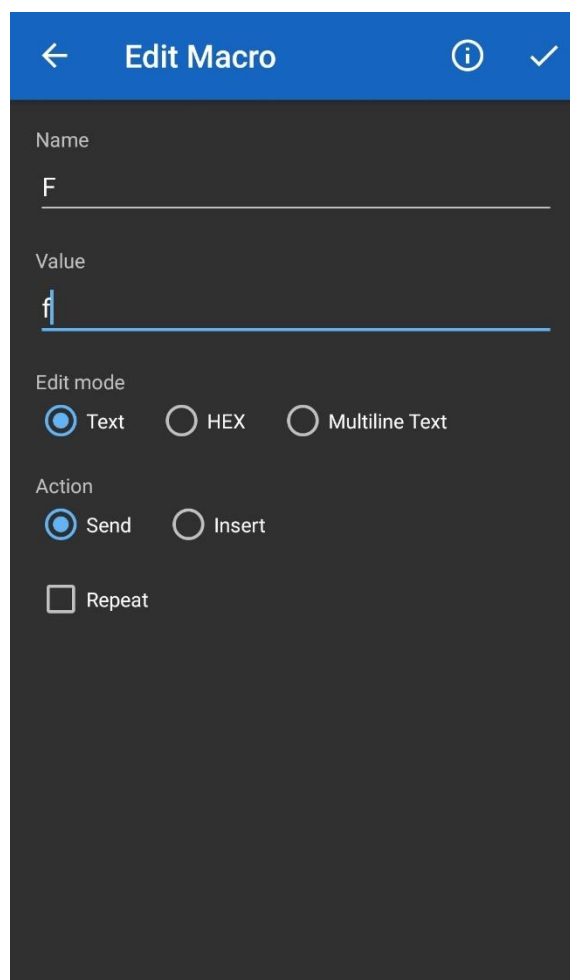 Edit Macro
Name
F
Value
f
Edit mode
Text HEX Multiline Text
Action
Send Insert
Repeat